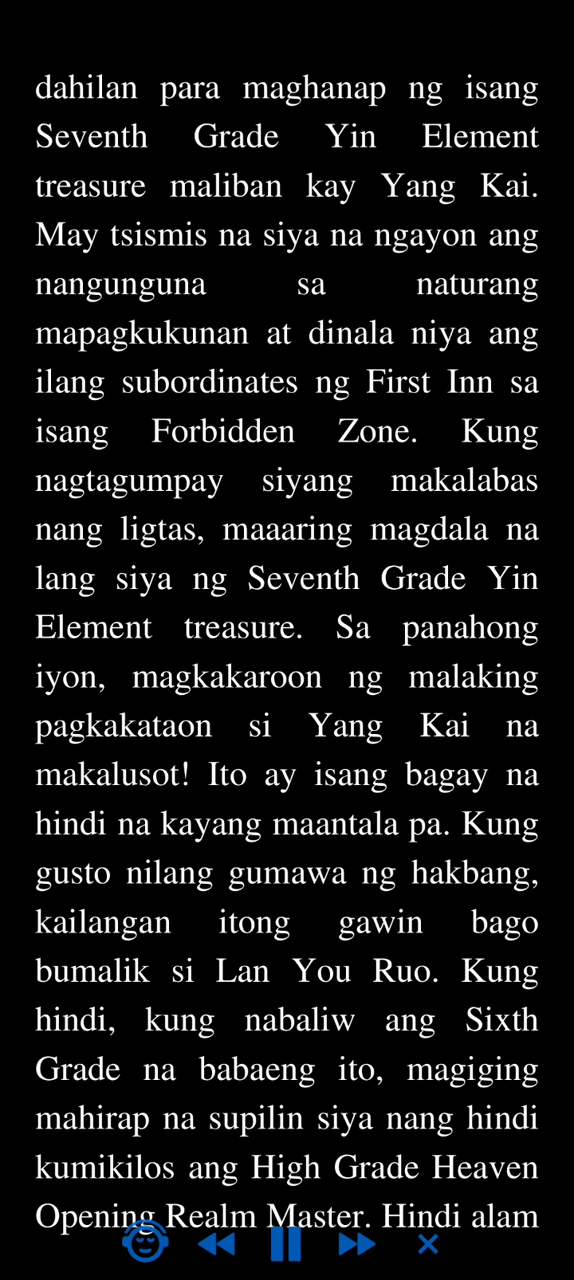 dahilan para maghanap ng isang
Seventh Grade Yin Element
treasure maliban kay Yang Kai.
May tsismis na siya na ngayon ang
nangunguna sa naturang
mapagkukunan at dinala niya ang
ilang subordinates ng First Inn sa
isang Forbidden Zone. Kung
nagtagumpay siyang makalabas
nang ligtas, maaaring magdala na
lang siya ng Seventh Grade Yin
Element treasure. Sa panahong
iyon, magkakaroon ng malaking
pagkakataon si Yang Kai na
makalusot! Ito ay isang bagay na
hindi na kayang maantala pa. Kung
gusto nilang gumawa ng hakbang,
kailangan itong gawin bago
bumalik si Lan You Ruo. Kung
hindi, kung nabaliw ang Sixth
Grade na babaeng ito, magiging
mahirap na supilin siya nang hindi
kumikilos ang High Grade Heaven
Opening Realm Master. Hindi alam